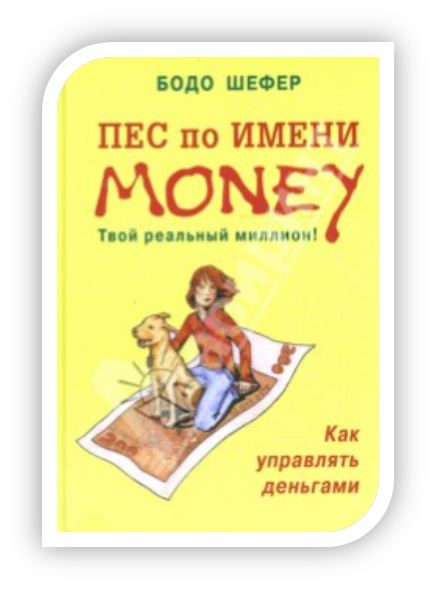 БОДО ШЕФЕР
ПЕС по ИМЕНИ
MONEY
Твой реальный миллион!
Как
управлять
деньгами